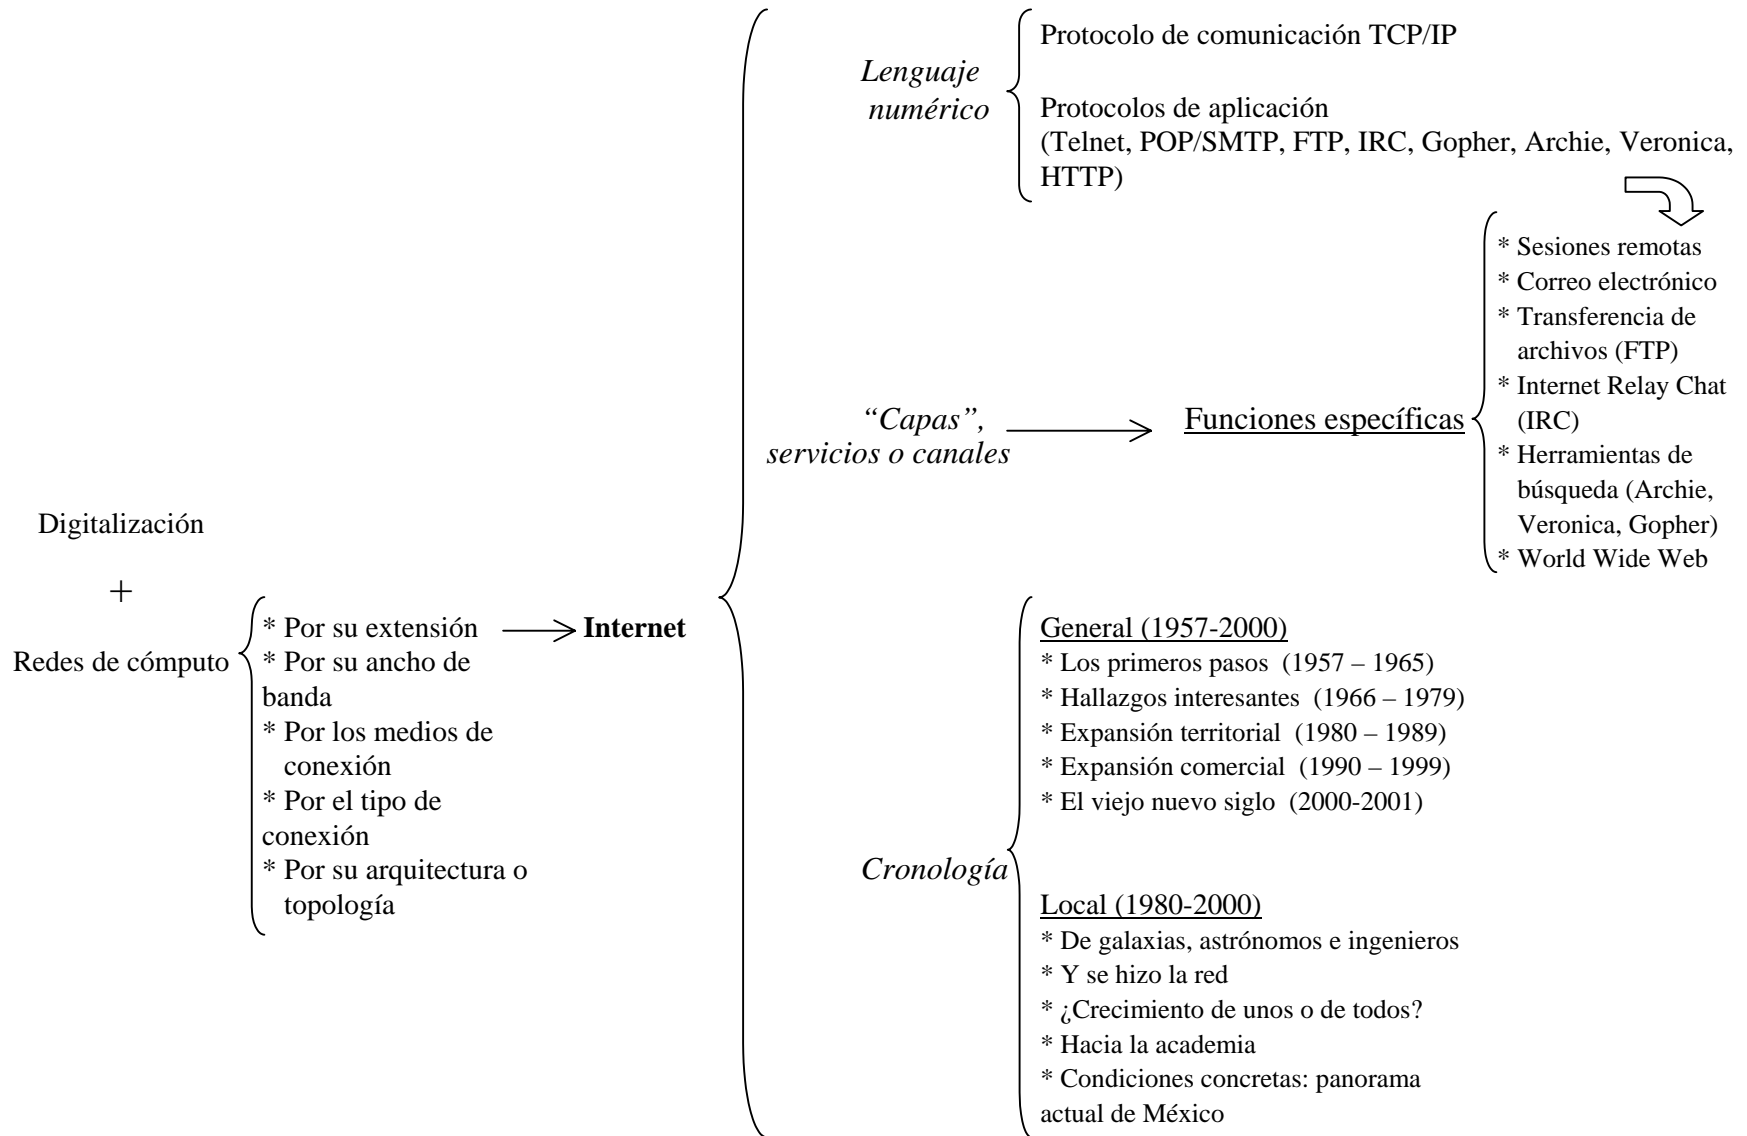 Digitalización
+
Redes de cómputo
* Por su extensión
* Por su ancho de
banda
* Por los medios de
conexión
* Por el tipo de
conexión
* Por su arquitectura o
topología
Internet
Lenguaje
numérico
Protocolo de comunicación TCP/IP
Protocolos de aplicación
(Telnet, POP/SMTP, FTP, IRC, Gopher, Archie, Veronica,
HTTP)
“Capas”,
servicios o canales
Funciones específicas
* Sesiones remotas
* Correo electrónico
* Transferencia de
archivos (FTP)
* Internet Relay Chat
(IRC)
* Herramientas de
búsqueda (Archie,
Veronica, Gopher)
* World Wide Web
Cronología
General (1957-2000)
* Los primeros pasos (1957 – 1965)
* Hallazgos interesantes (1966 – 1979)
* Expansión territorial (1980 – 1989)
* Expansión comercial (1990 – 1999)
* El viejo nuevo siglo (2000-2001)
Local (1980-2000)
* De galaxias, astrónomos e ingenieros
* Y se hizo la red
* ¿Crecimiento de unos o de todos?
* Hacia la academia
* Condiciones concretas: panorama
actual de México